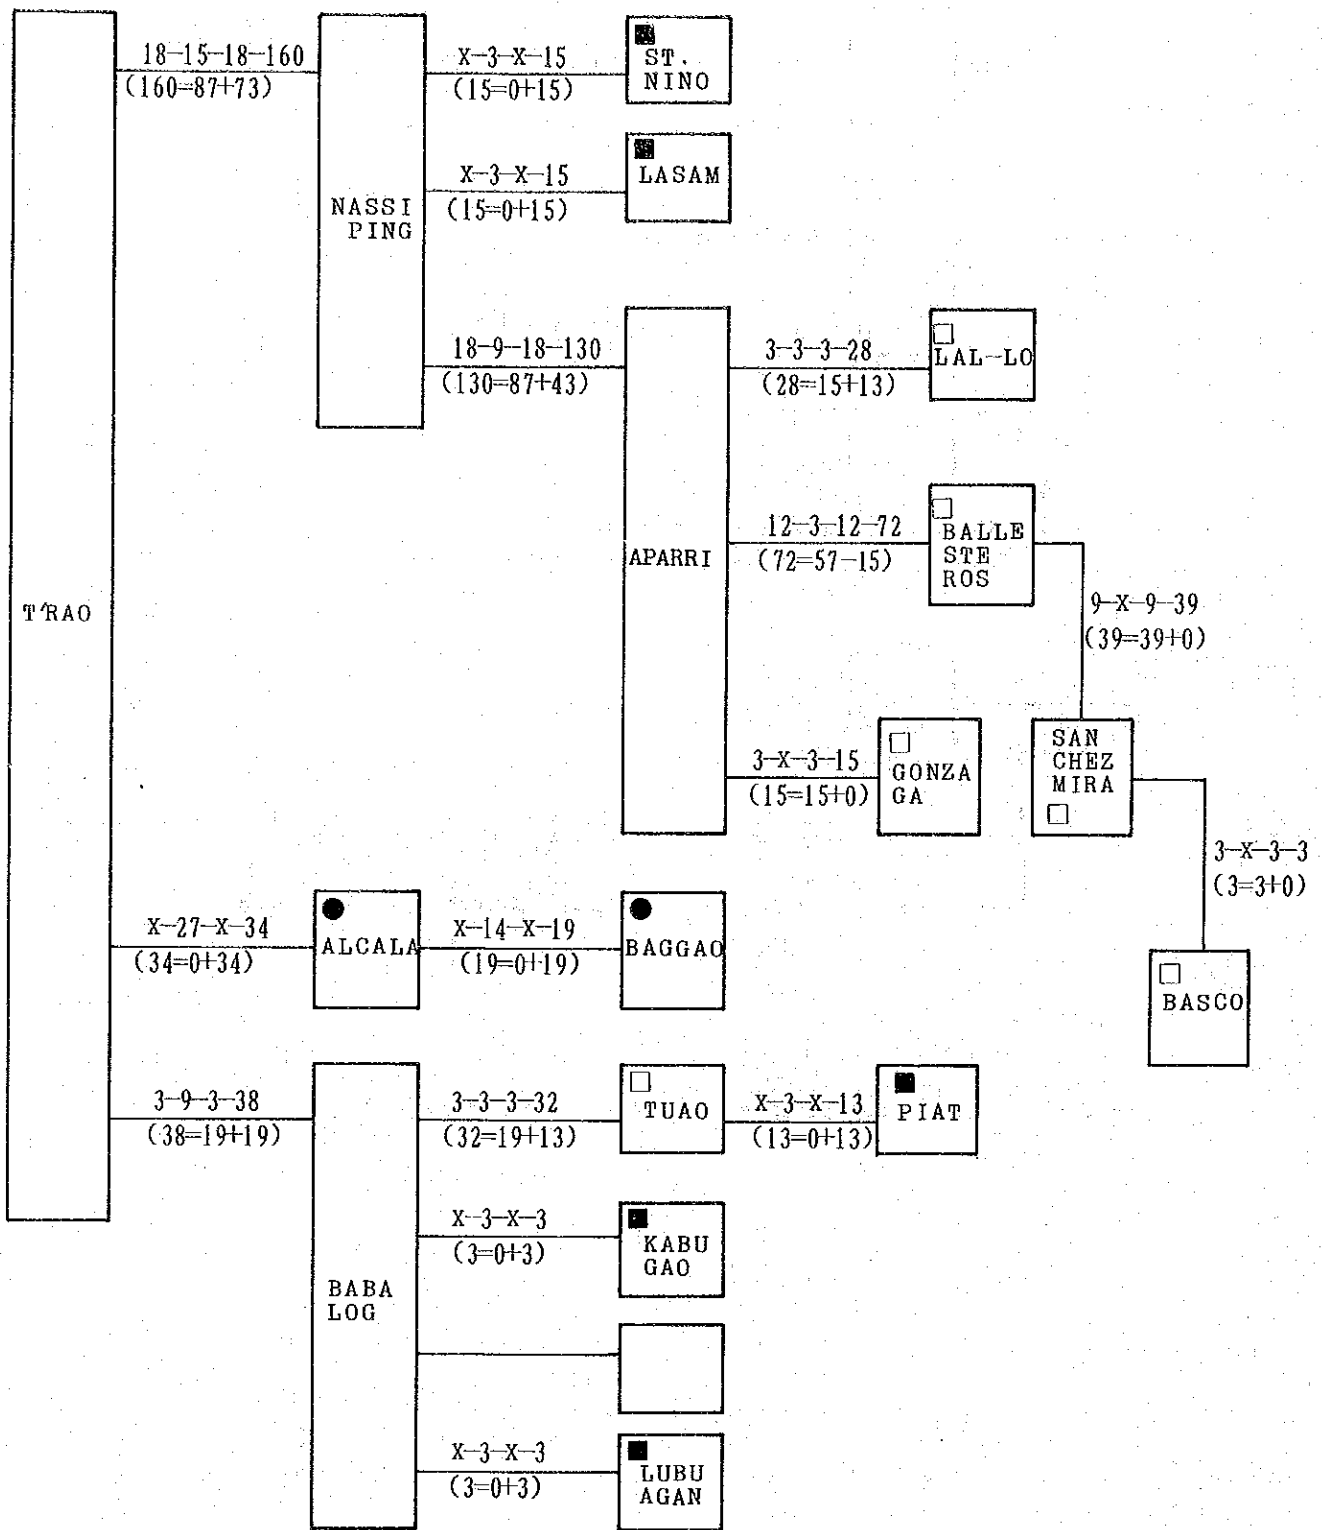 18-15-18-160
(160=87+73)
X-3-X-15
(15=0+15)
ST.
NINO
X-3-X-15
(15=0+15)
LASAM
NASSI
PING
18-9-18-130
(130=87+43)
3-3-3-28
(28=15+13)
LAL-LO
12-3-12-72
(72=57-15)
BALLE
STE
ROS
APARRI
T'RAO
9-X-9-39
(39=39+0)
3-X-3-15
(15=15+0)
GONZA
GA
SAN
CHEZ
MIRA
3-X-3-3
(3=3+0)
X-27-X-34
(34=0+34)
ALCALA
X-14-X-19
(19=0+19)
BAGGAO
BASCO
3-9-3-38
(38=19+19)
3-3-3-32
(32=19+13)
TUAO
X-3-X-13
(13=0+13)
PIAT
X-3-X-3
(3=0+3)
KABU
GAO
BABA
LOG
X-3-X-3
(3=0+3)
LUBU
AGAN